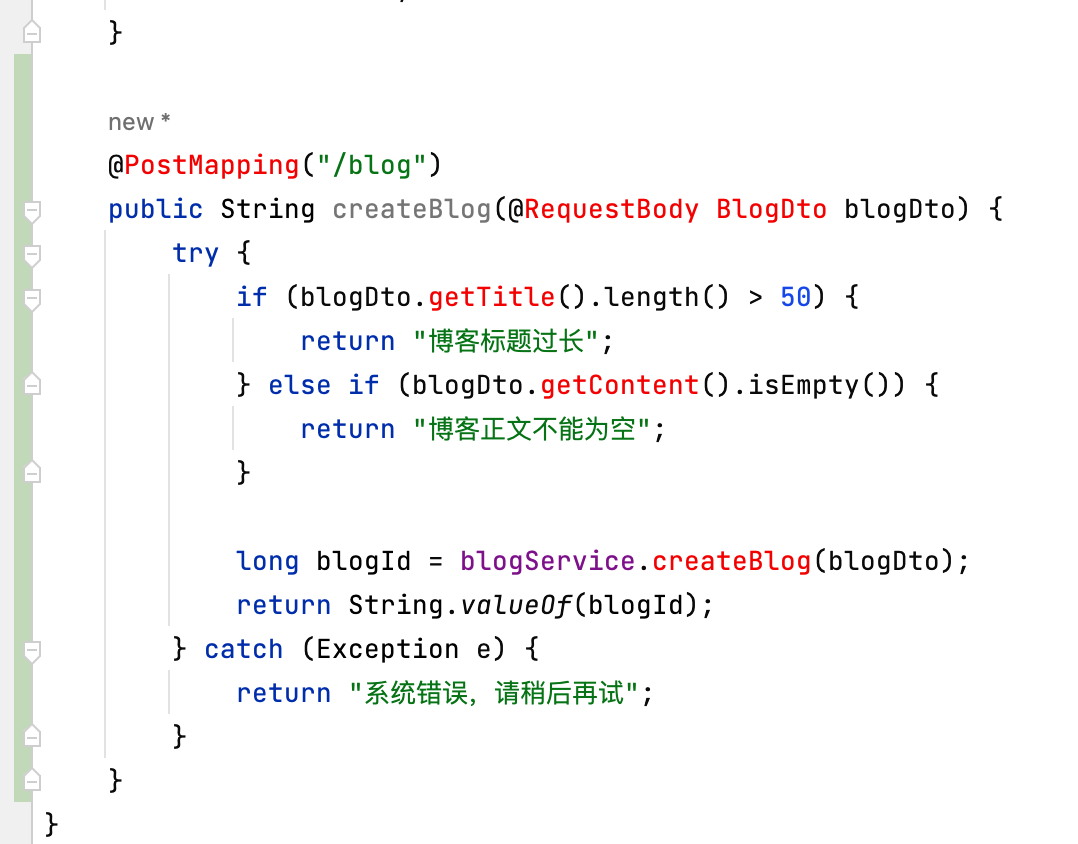 }
new *
@PostMapping("/blog")
public String createBlog(@RequestBody BlogDto blogDto) {
try {
if (blogDto.getTitle().length() > 50) {
return "博客标题过长";
} else if (blogDto.getContent().isEmpty()) {
return "博客正文不能为空";
}
long blogId = blogService.createBlog(blogDto);
return String.valueOf(blogId);
} catch (Exception e) {
return "系统错误，请稍后再试";
}
}
}